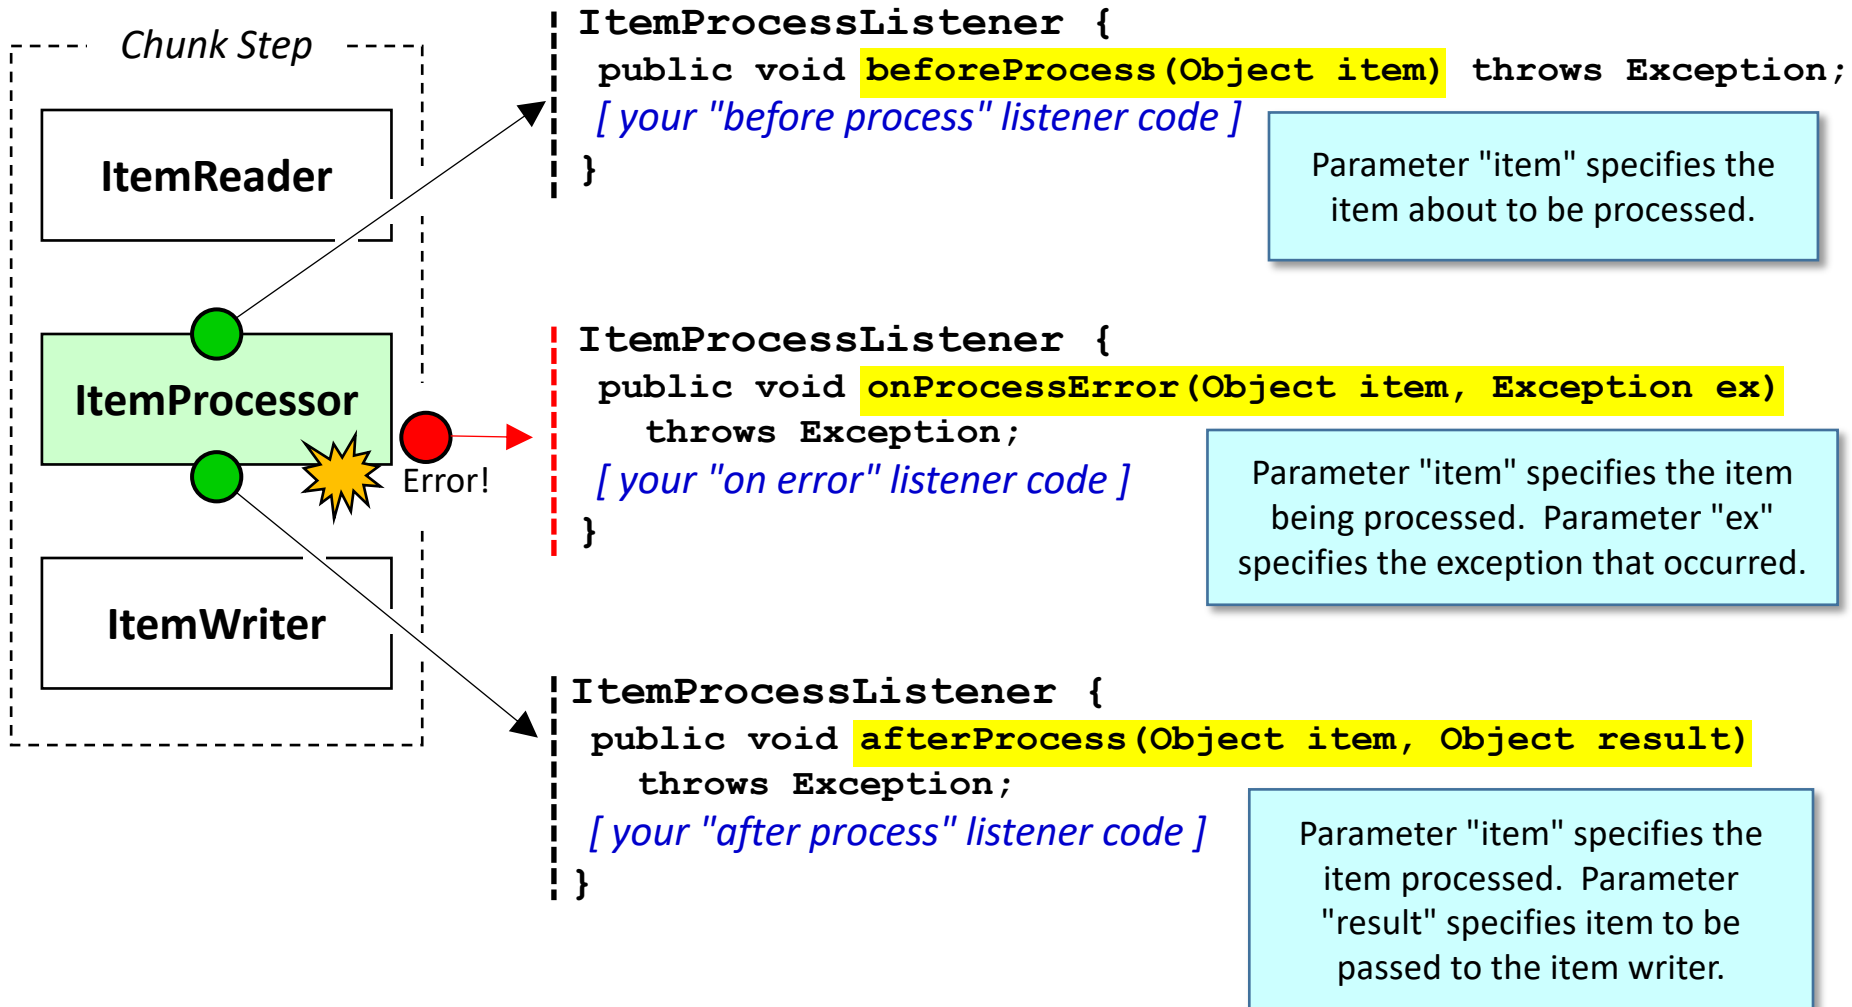 Chunk Step
ItemReader
ItemProcessor
Error!
ItemWriter
ItemProcessListener {
public void beforeProcess(Object item) throws Exception;
[ your "before process" listener code ]
}
Parameter "item" specifies the
item about to be processed.
ItemProcessListener {
public void onProcessError(Object item, Exception ex)
throws Exception;
[ your "on error" listener code ]
}
Parameter "item" specifies the item
being processed.  Parameter "ex"
specifies the exception that occurred.
ItemProcessListener {
public void afterProcess(Object item, Object result)
throws Exception;
[ your "after process" listener code ]
}
Parameter "item" specifies the
item processed.  Parameter
"result" specifies item to be
passed to the item writer.